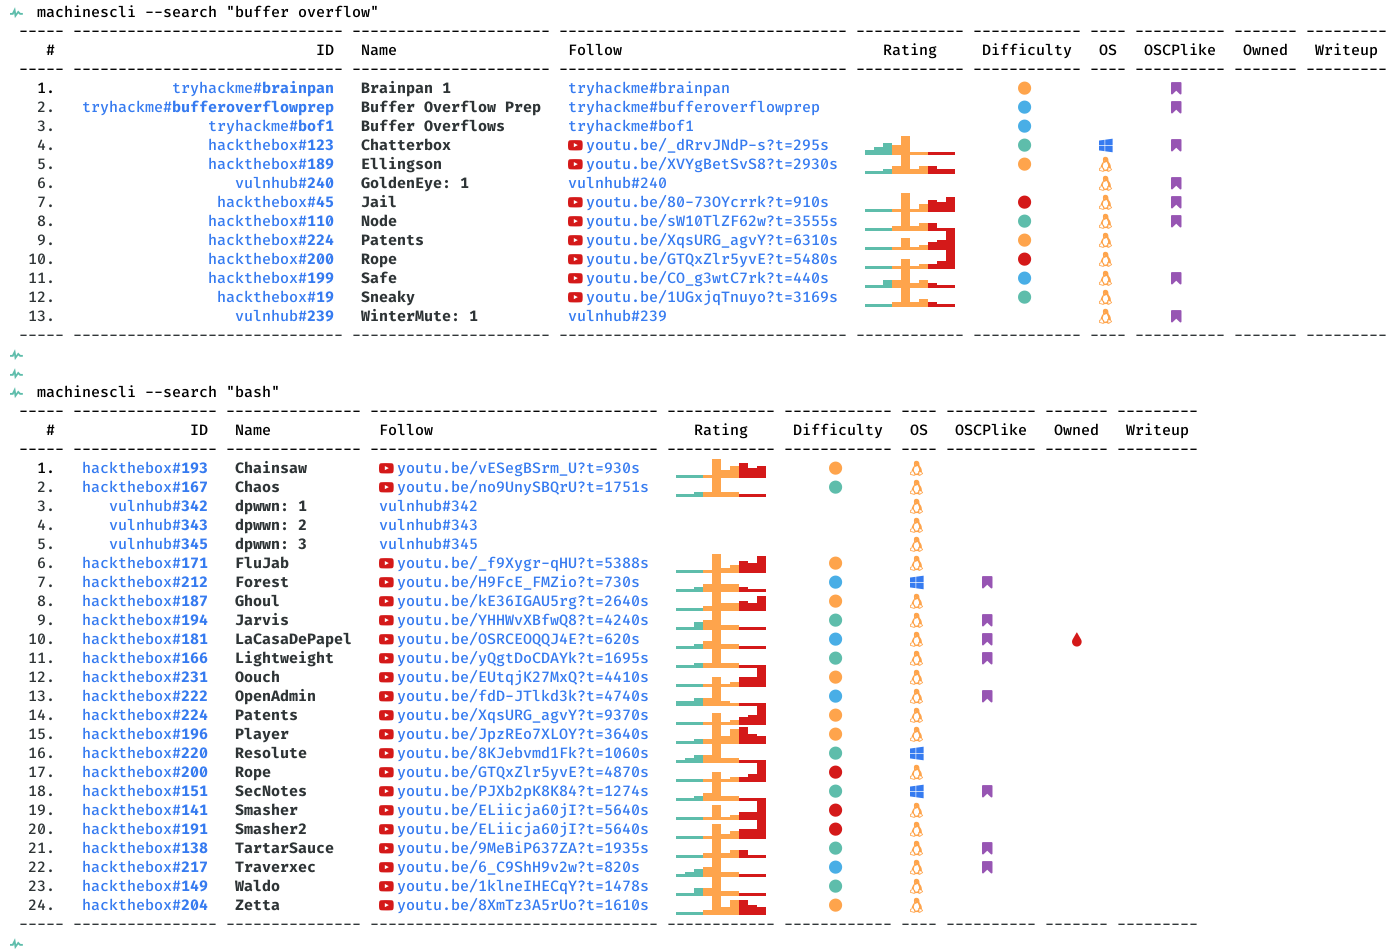 machinescli --search "buffer overflow"
----- ------------------------------ ---------------------- -------------------------------- ------------ ------------ ---- ---------- ------- ---------
# ID Name Follow Rating Difficulty OS OSCPlike Owned Writeup
----- ------------------------------ ---------------------- -------------------------------- ------------ ------------ ---- ---------- ------- ---------
1. tryhackme#brainpan Brainpan 1 tryhackme#brainpan
2. tryhackme#bufferoverflowprep Buffer Overflow Prep tryhackme#bufferoverflowprep
3. tryhackme#bof1 Buffer Overflows tryhackme#bof1
4. hackthebox#123 Chatterbox youtu.be/_dRrvJNdP-s?t=295s
5. hackthebox#189 Ellingson youtu.be/XVYgBetSvS8?t=2930s
6. vulnhub#240 GoldenEye: 1 vulnhub#240
7. hackthebox#45 Jail youtu.be/80-73OYcrrk?t=910s
8. hackthebox#110 Node youtu.be/sW10TlZF62w?t=3555s
9. hackthebox#224 Patents youtu.be/XqsURG_agvY?t=6310s
10. hackthebox#200 Rope youtu.be/GTQxZlr5yvE?t=5480s
11. hackthebox#199 Safe youtu.be/CO_g3wtC7rk?t=440s
12. hackthebox#19 Sneaky youtu.be/1UGxjqTnuyo?t=3169s
13. vulnhub#239 WinterMute: 1 vulnhub#239
----- ------------------------------ ---------------------- -------------------------------- ------------ ------------ ---- ---------- ------- ---------
machinescli --search "bash"
----- ---------------- --------------- -------------------------------- ------------ ------------ ---- ---------- ------- ---------
# ID Name Follow Rating Difficulty OS OSCPlike Owned Writeup
----- ---------------- --------------- -------------------------------- ------------ ------------ ---- ---------- ------- ---------
1. hackthebox#193 Chainsaw youtu.be/vESegBSrm_U?t=930s
2. hackthebox#167 Chaos youtu.be/no9UnySBQrU?t=1751s
3. vulnhub#342 dpwwn: 1 vulnhub#342
4. vulnhub#343 dpwwn: 2 vulnhub#343
5. vulnhub#345 dpwwn: 3 vulnhub#345
6. hackthebox#171 FluJab youtu.be/_f9Xygr-qHU?t=5388s
7. hackthebox#212 Forest youtu.be/H9FcE_FMZio?t=730s
8. hackthebox#187 Ghoul youtu.be/kE36IGAU5rg?t=2640s
9. hackthebox#194 Jarvis youtu.be/YHHWvXBfwQ8?t=4240s
10. hackthebox#181 LaCasaDePapel youtu.be/OSRCEOQQJ4E?t=620s
11. hackthebox#166 Lightweight youtu.be/yQgtDoCDAYk?t=1695s
12. hackthebox#231 Oouch youtu.be/EUtqjK27MxQ?t=4410s
13. hackthebox#222 OpenAdmin youtu.be/fdD-JTlkd3k?t=4740s
14. hackthebox#224 Patents youtu.be/XqsURG_agvY?t=9370s
15. hackthebox#196 Player youtu.be/JpzREo7XLOY?t=3640s
16. hackthebox#220 Resolute youtu.be/8KJebvmd1Fk?t=1060s
17. hackthebox#200 Rope youtu.be/GTQxZlr5yvE?t=4870s
18. hackthebox#151 SecNotes youtu.be/PJXb2pK8K84?t=1274s
19. hackthebox#141 Smasher youtu.be/ELiicja60jI?t=5640s
20. hackthebox#191 Smasher2 youtu.be/ELiicja60jI?t=5640s
21. hackthebox#138 TartarSauce youtu.be/9MeBiP637ZA?t=1935s
22. hackthebox#217 Traverxec youtu.be/6_C9ShH9v2w?t=820s
23. hackthebox#149 Waldo youtu.be/1klneIHECqY?t=1478s
24. hackthebox#204 Zetta youtu.be/8XmTz3A5rUo?t=1610s
----- ---------------- --------------- -------------------------------- ------------ ------------ ---- ---------- ------- ---------